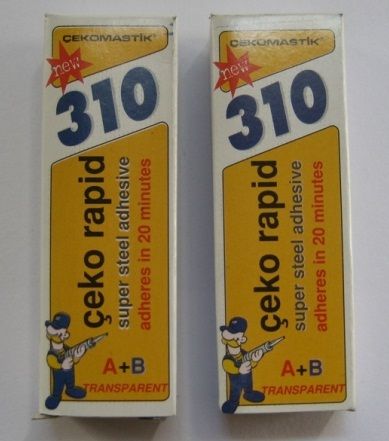 ÇEKOMASTİK®
new
310
çeko rapid
super steel adhesive
adheres in 20 minutes
A+B
TRANSPARENT
ÇEKOMASTİK®
new
310
çeko rapid
super steel adhesive
adheres in 20 minutes
A+B
TRANSPARENT